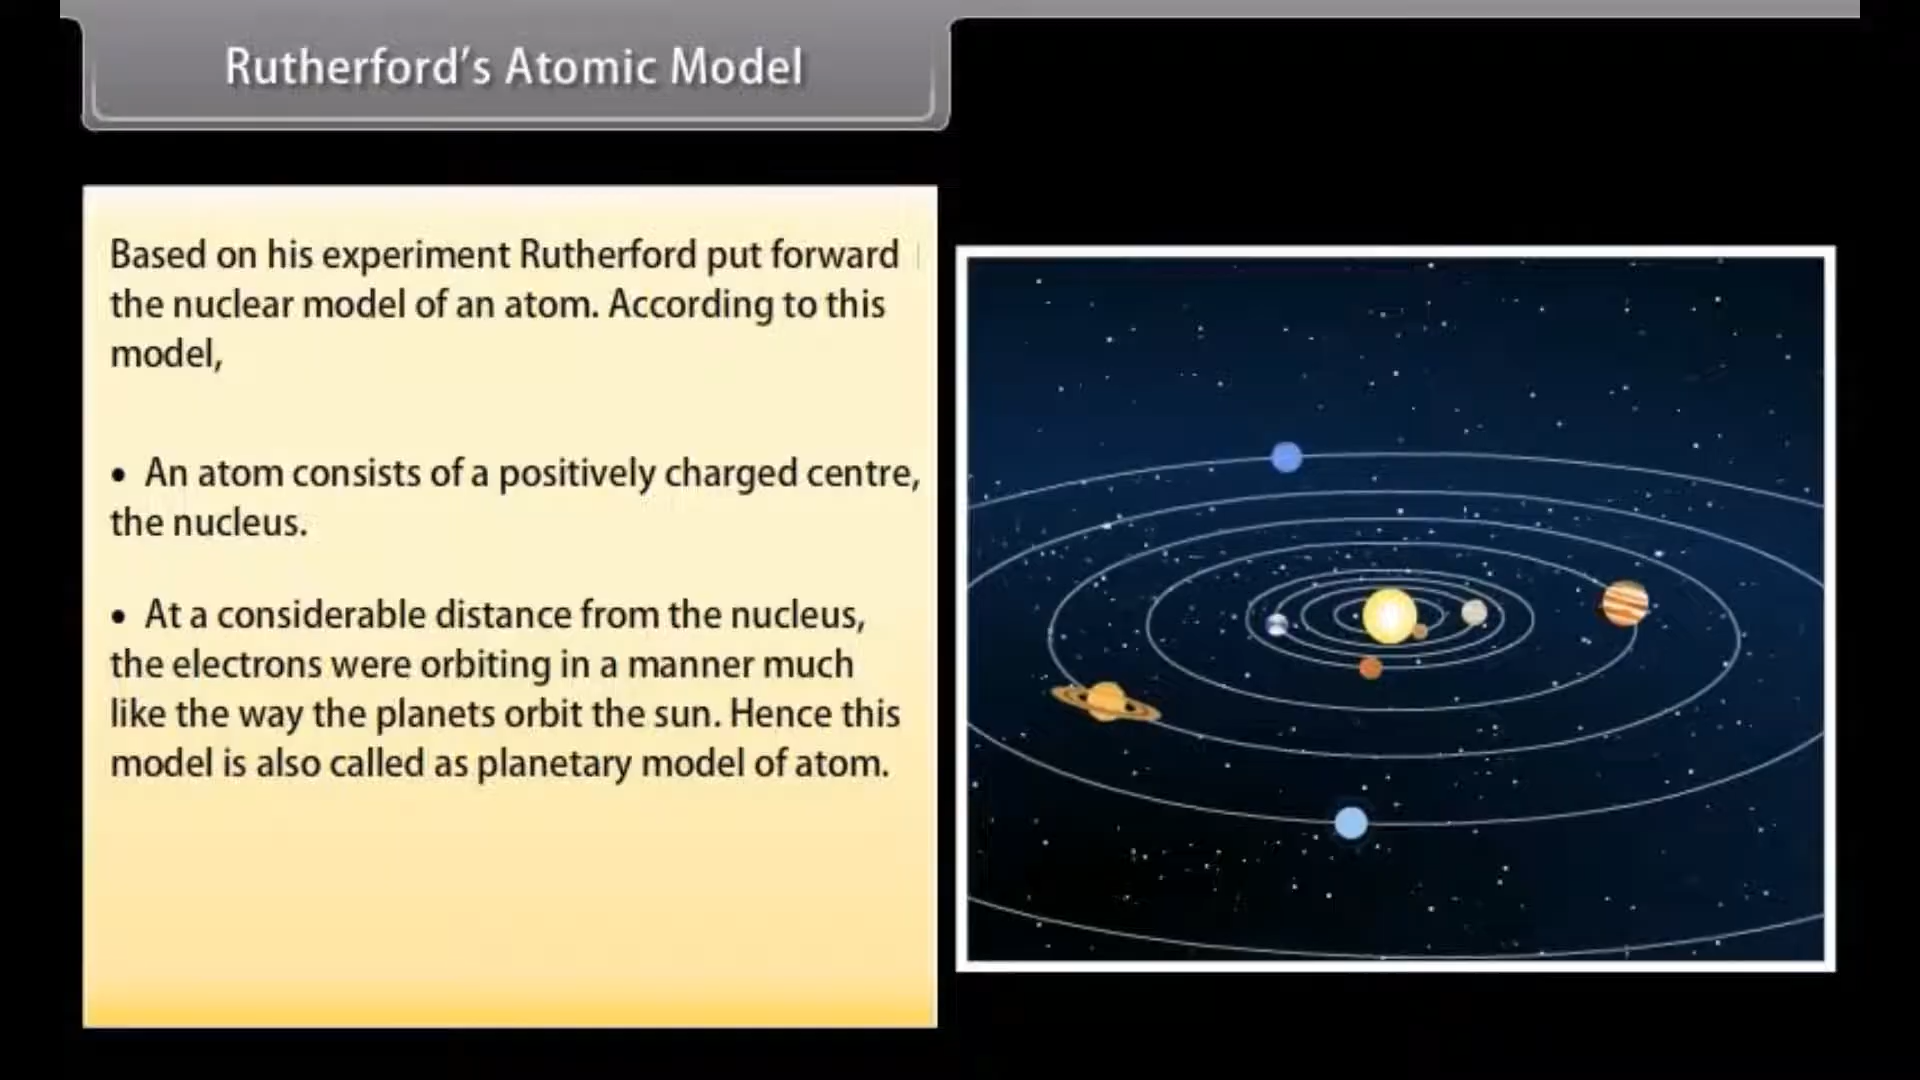 Rutherford's Atomic Model
Based on his experiment Rutherford put forward
the nuclear model of an atom. According to this
model,
• An atom consists of a positively charged centre,
the nucleus.
• At a considerable distance from the nucleus,
the electrons were orbiting in a manner much
like the way the planets orbit the sun. Hence this
model is also called as planetary model of atom.